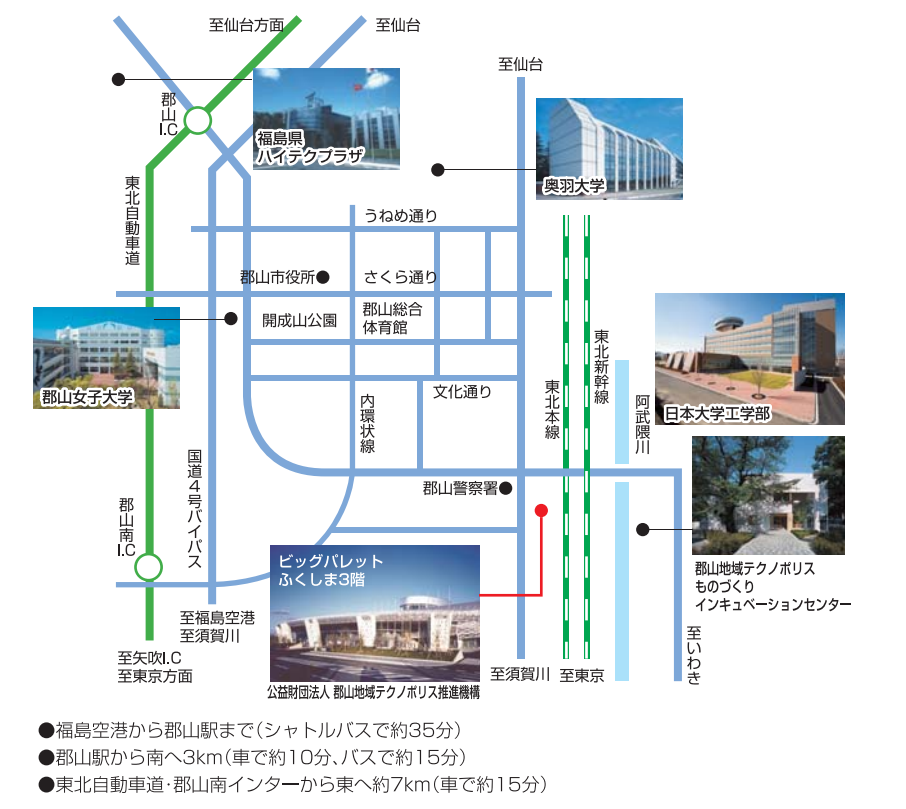 至仙台方面
至仙台
至仙台
郡山
I.C
福島県
ハイテクプラザ
奥羽大学
東北自動車道
うねめ通り
郡山市役所●
さくら通り
開成山公園
郡山総合
体育館
郡山女子大学
東北新幹線
東北本線
阿武隈川
日本大学工学部
文化通り
内環状線
国道4号バイパス
郡山警察署●
郡山南
I.C
ビッグパレット
ふくしま3階
郡山地域テクノポリス
ものづくり
インキュベーションセンター
至福島空港
至須賀川
至いわき
至矢吹I.C
至東京方面
至須賀川
至東京
公益財団法人 郡山地域テクノポリス推進機構
●福島空港から郡山駅まで(シャトルバスで約35分)
●郡山駅から南へ3km(車で約10分、バスで約15分)
●東北自動車道・郡山南インターから東へ約7km(車で約15分)